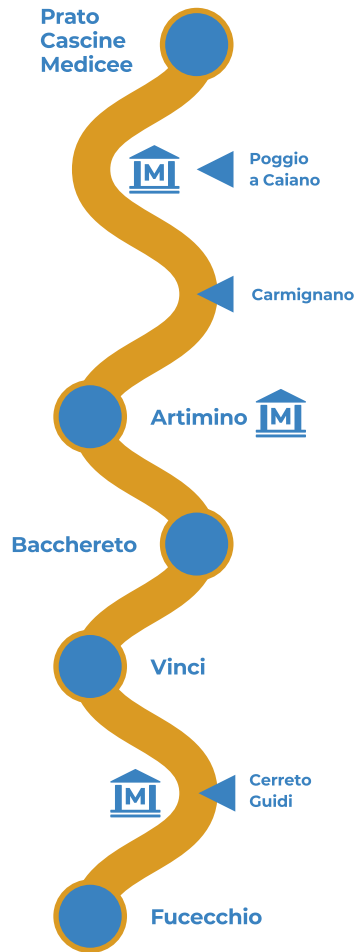 Prato
Cascine
Medicee
M
Poggio
a Caiano
Carmignano
Artimino
M
Bacchereto
Vinci
M
Cerreto
Guidi
Fucecchio